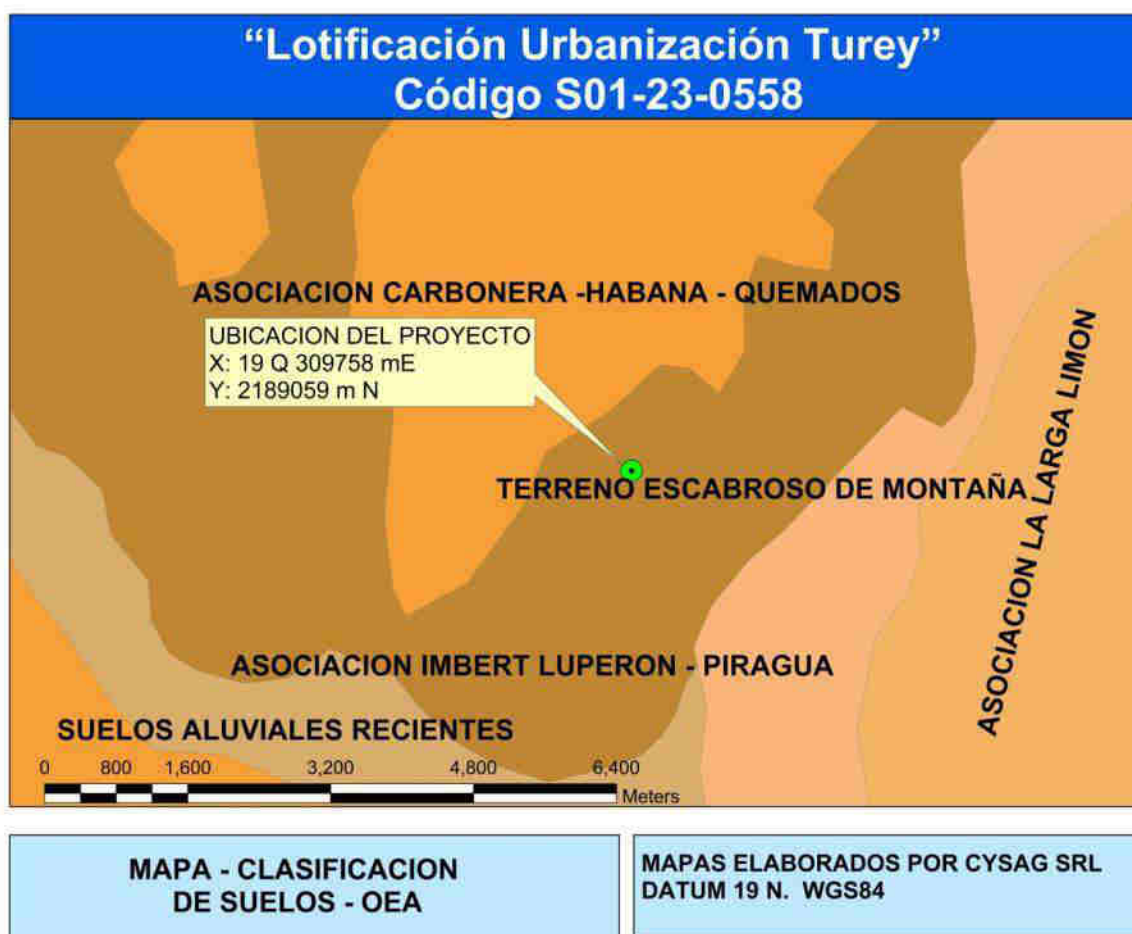 “Lotificación Urbanización Turey”
Código S01-23-0558
ASOCIACION CARBONERA -HABANA - QUEMADOS
UBICACION DEL PROYECTO
X: 19 Q 309758 mE
Y: 2189059 m N
TERRENO ESCABROSO DE MONTAÑA
ASOCIACION LA LARGA LIMON
ASOCIACION IMBERT LUPERON - PIRAGUA
SUELOS ALUVIALES RECIENTES
0 800 1,600 3,200 4,800 6,400
Meters
MAPA - CLASIFICACION
DE SUELOS - OEA
MAPAS ELABORADOS POR CYSAG SRL
DATUM 19 N. WGS84